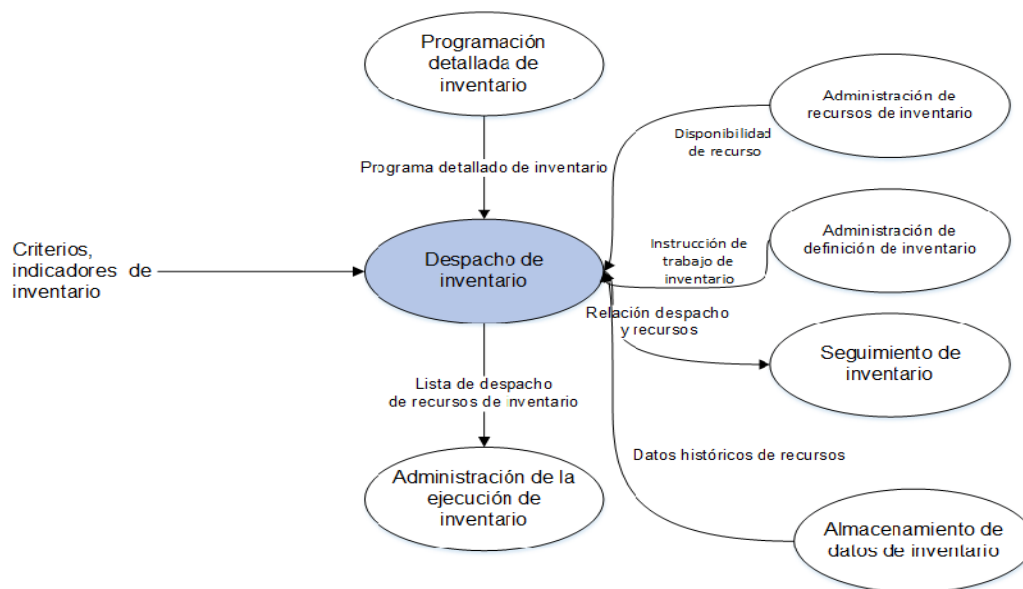 Programación
detallada de
inventario
Administración de
recursos de inventario
Disponibilidad
de recurso
Programa detallado de inventario
Criterios,
indicadores de
inventario
Despacho de
inventario
Instrucción de
trabajo de
inventario
Administración de
definición de inventario
Relación despacho
y recursos
Seguimiento de
inventario
Lista de despacho
de recursos de inventario
Datos históricos de recursos
Administración de la
ejecución de
inventario
Almacenamiento de
datos de inventario